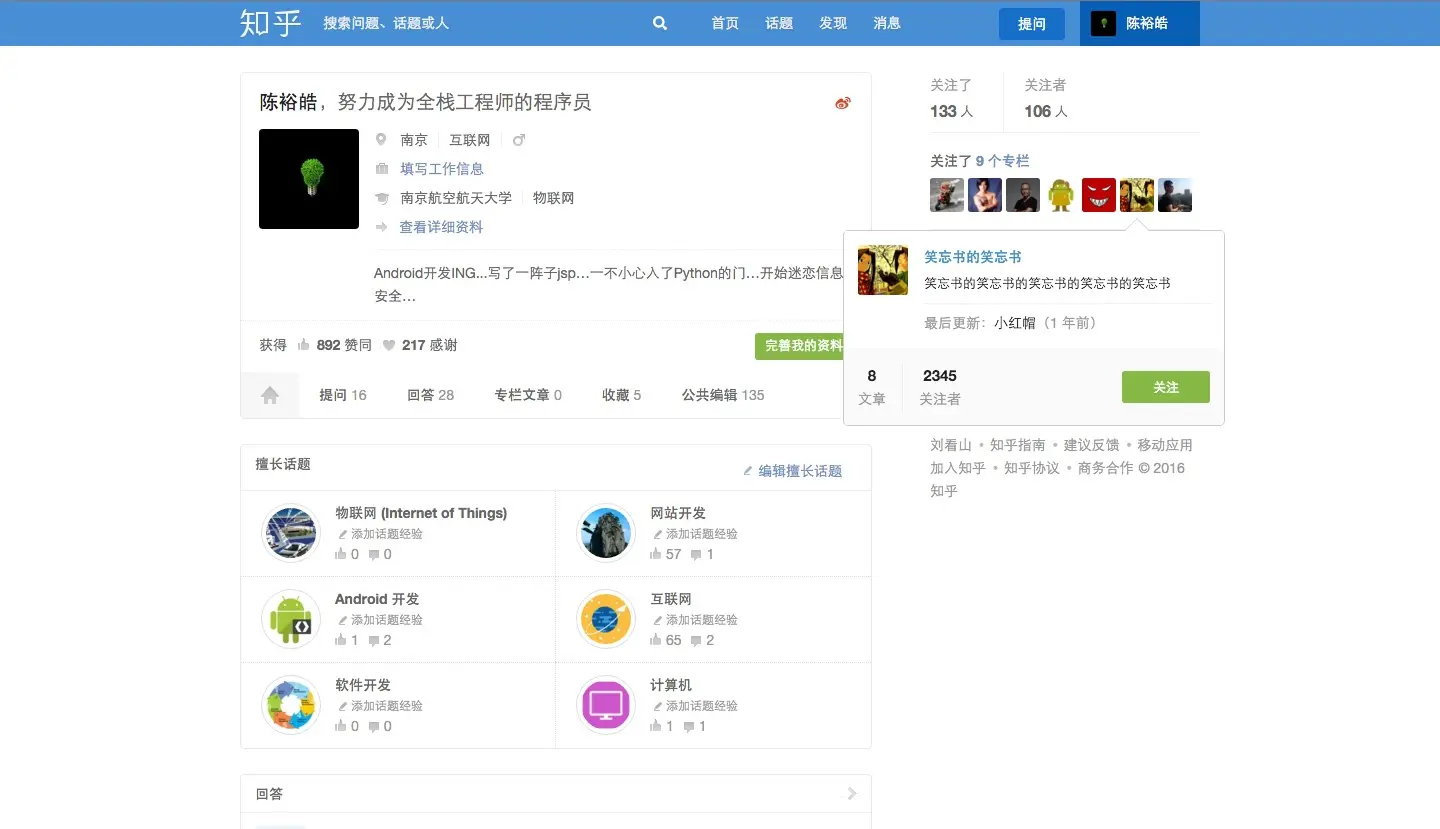 知乎 搜索问题、话题或人 首页 话题 发现 消息 提问 陈裕皓
陈裕皓，努力成为全栈工程师的程序员
南京 互联网
填写工作信息
南京航空航天大学 物联网
查看详细资料
Android开发ING...写了一阵子jsp…一不小心入了Python的门…开始迷恋信息
安全…
获得 892 赞同 217 感谢
完善我的资料
提问 16 回答 28 专栏文章 0 收藏 5 公共编辑 135
擅长话题
编辑擅长话题
物联网 (Internet of Things)
添加话题经验
0 0
网站开发
添加话题经验
57 1
Android 开发
添加话题经验
1 2
互联网
添加话题经验
65 2
软件开发
添加话题经验
0 0
计算机
添加话题经验
1 1
回答
关注了 关注者
133 人 106 人
关注了 9 个专栏
笑忘书的笑忘书
笑忘书的笑忘书的笑忘书的笑忘书的笑忘书
最后更新：小红帽（1 年前）
8 2345
文章 关注者
关注
刘看山 • 知乎指南 • 建议反馈 • 移动应用
加入知乎 • 知乎协议 • 商务合作 © 2016
知乎